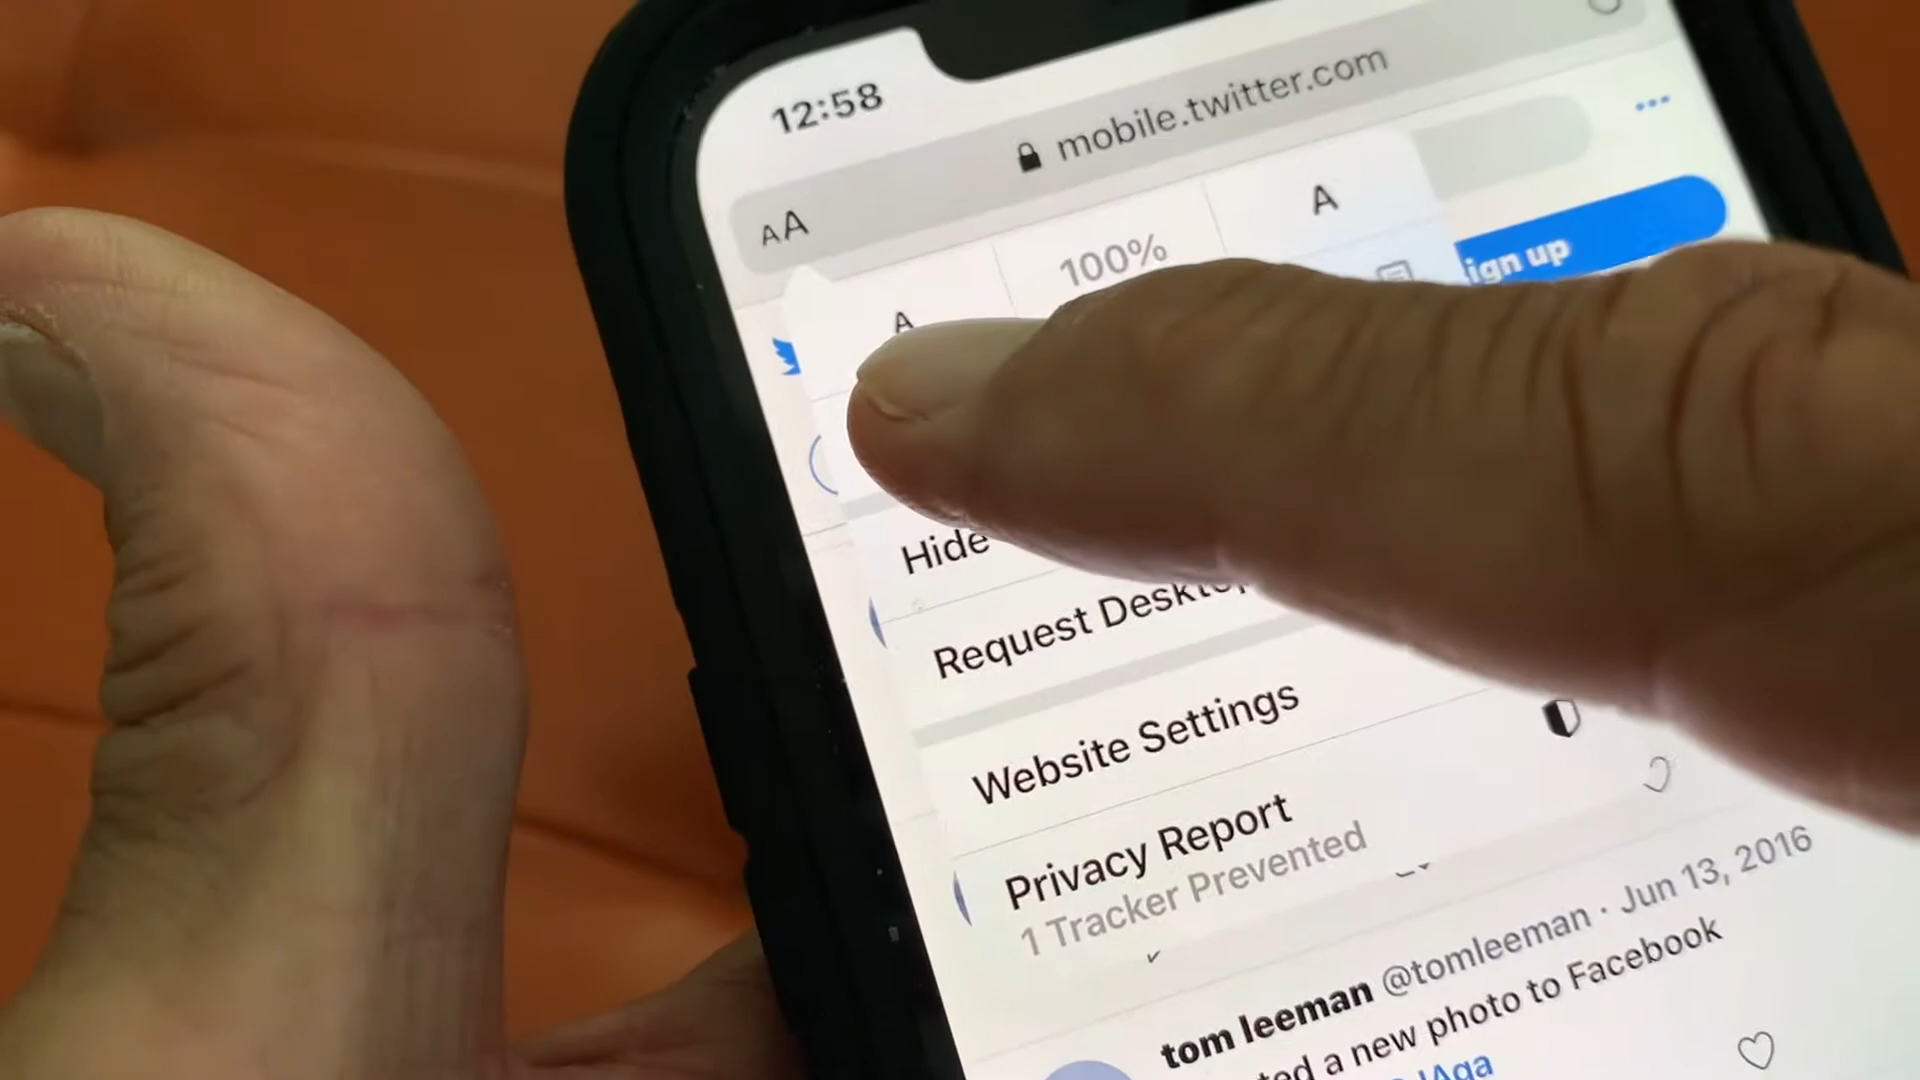 12:58
mobile.twitter.com
AA
A 100% A
ign up
Hide
Request Deskto
Website Settings
Privacy Report
1 Tracker Prevented
tom leeman @tomleeman · Jun 13, 2016
ted a new photo to Facebook